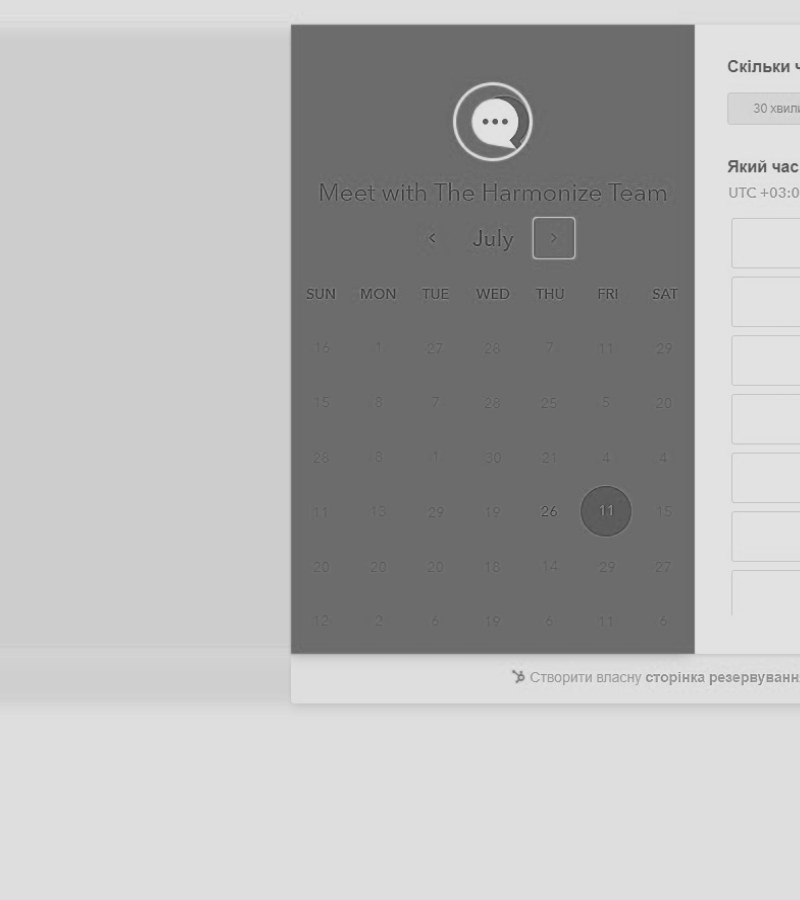 Meet with The Harmonize Team
July
SUN MON TUE WED THU FRI SAT
16 1 27 28 7 11 29
15 8 7 28 25 5 20
28 8 1 30 21 4 4
11 13 29 19 26 11 15
20 20 20 18 14 29 27
12 2 6 19 6 11 6
Скільки
30 хвили
Який час
UTC +03:0
Створити власну сторінка резервуванн